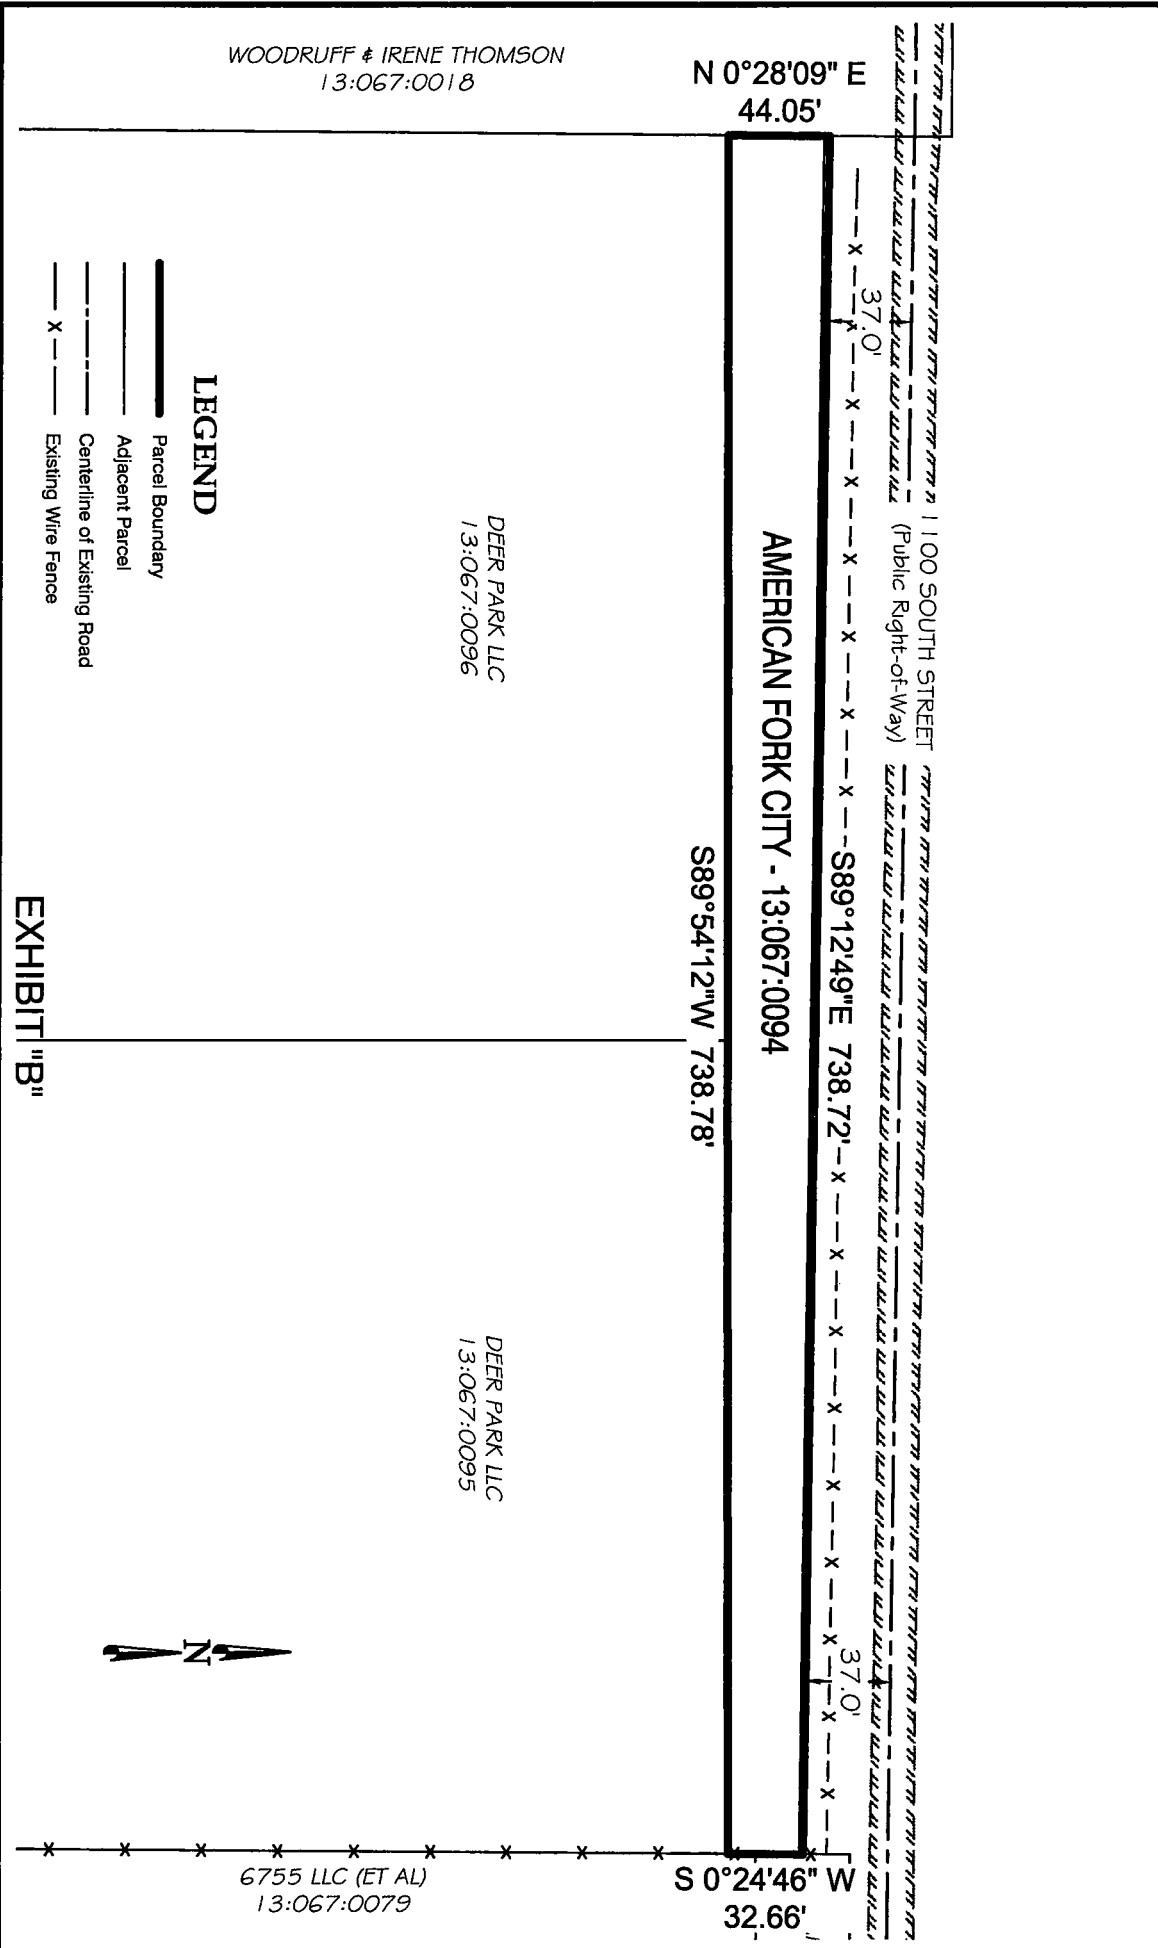 1100 SOUTH STREET
(Public Right-of-Way)
37.0'
37.0'
S89°12'49"E 738.72'
N 0°28'09" E
44.05'
AMERICAN FORK CITY - 13:067:0094
S 0°24'46" W
32.66'
S89°54'12"W 738.78'
WOODRUFF & IRENE THOMSON
13:067:0018
DEER PARK LLC
13:067:0096
DEER PARK LLC
13:067:0095
6755 LLC (ET AL)
13:067:0079
LEGEND
Parcel Boundary
Adjacent Parcel
Centerline of Existing Road
x Existing Wire Fence
N
EXHIBIT "B"